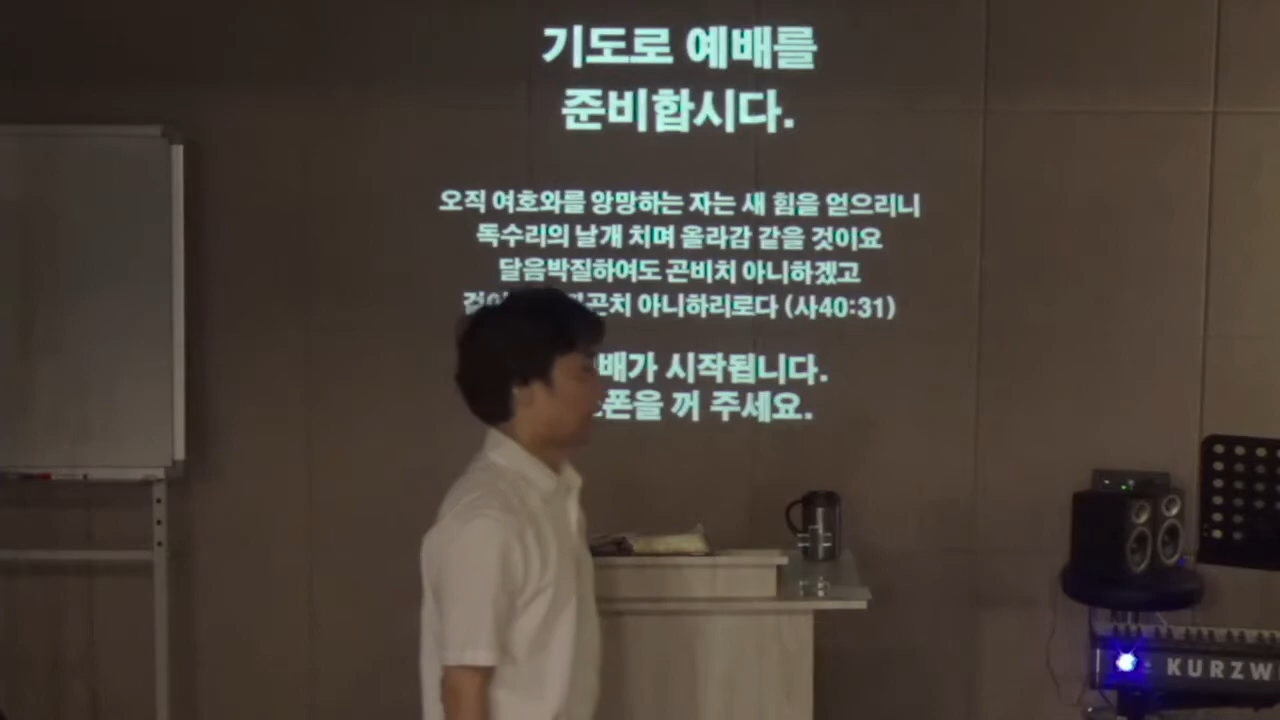 기도로 예배를
준비합시다.
오직 여호와를 앙망하는 자는 새 힘을 얻으리니
독수리의 날개 치며 올라감 같을 것이요
달음박질하여도 곤비치 아니하겠고
아니하리로다 (사40:31)
시작됩니다.
꺼 주세요.
KURZW